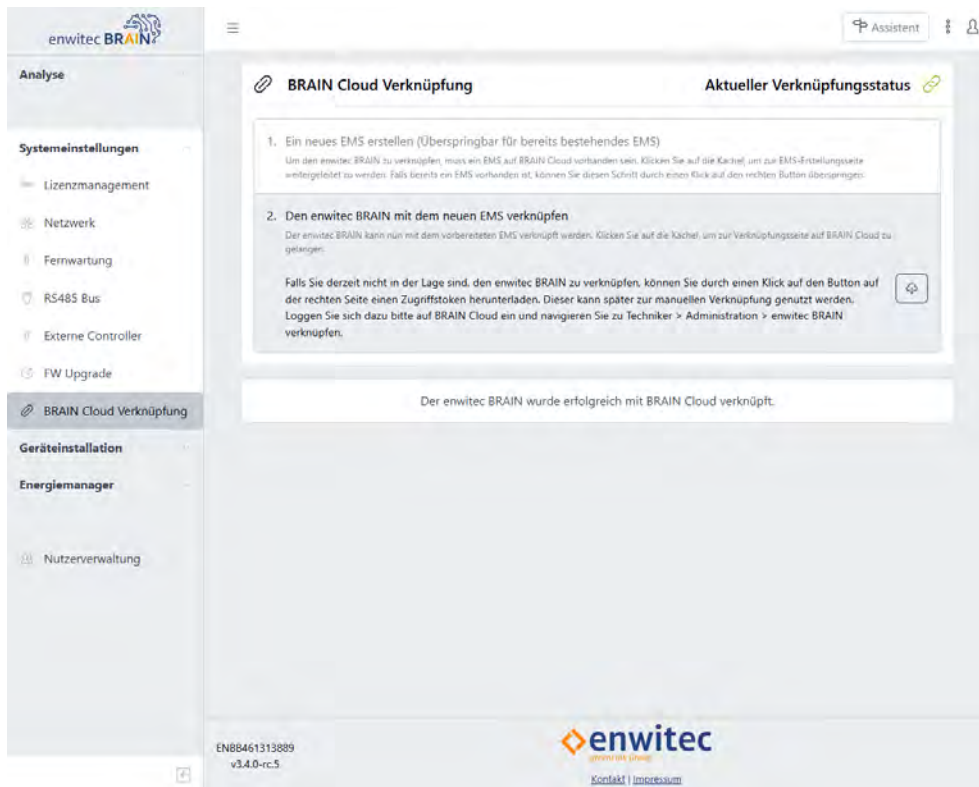 enwitec BRAIN
Assistent
Analyse
Systemeinstellungen
Lizenzmanagement
Netzwerk
Fernwartung
RS485 Bus
Externe Controller
FW Upgrade
BRAIN Cloud Verknüpfung
Geräteinstallation
Energiemanager
Nutzerverwaltung
BRAIN Cloud Verknüpfung
Aktueller Verknüpfungsstatus
1. Ein neues EMS erstellen (Überspringbar für bereits bestehendes EMS)
Um den enwitec BRAIN zu verknüpfen, muss ein EMS auf BRAIN Cloud vorhanden sein. Klicken Sie auf die Kachel, um zur EMS-Erstellungsseite
weitergeleitet zu werden. Falls bereits ein EMS vorhanden ist, können Sie diesen Schritt durch einen Klick auf den rechten Button überspringen.
2. Den enwitec BRAIN mit dem neuen EMS verknüpfen
Der enwitec BRAIN kann nun mit dem vorbereiteten EMS verknüpft werden. Klicken Sie auf die Kachel, um zur Verknüpfungsseite auf BRAIN Cloud zu
gelangen.
Falls Sie derzeit nicht in der Lage sind, den enwitec BRAIN zu verknüpfen, können Sie durch einen Klick auf den Button auf
der rechten Seite einen Zugriffstoken herunterladen. Dieser kann später zur manuellen Verknüpfung genutzt werden.
Loggen Sie sich dazu bitte auf BRAIN Cloud ein und navigieren Sie zu Techniker > Administration > enwitec BRAIN
verknüpfen.
Der enwitec BRAIN wurde erfolgreich mit BRAIN Cloud verknüpft.
ENBB461313889
v3.4.0-rc.5
enwitec
Kontakt | Impressum